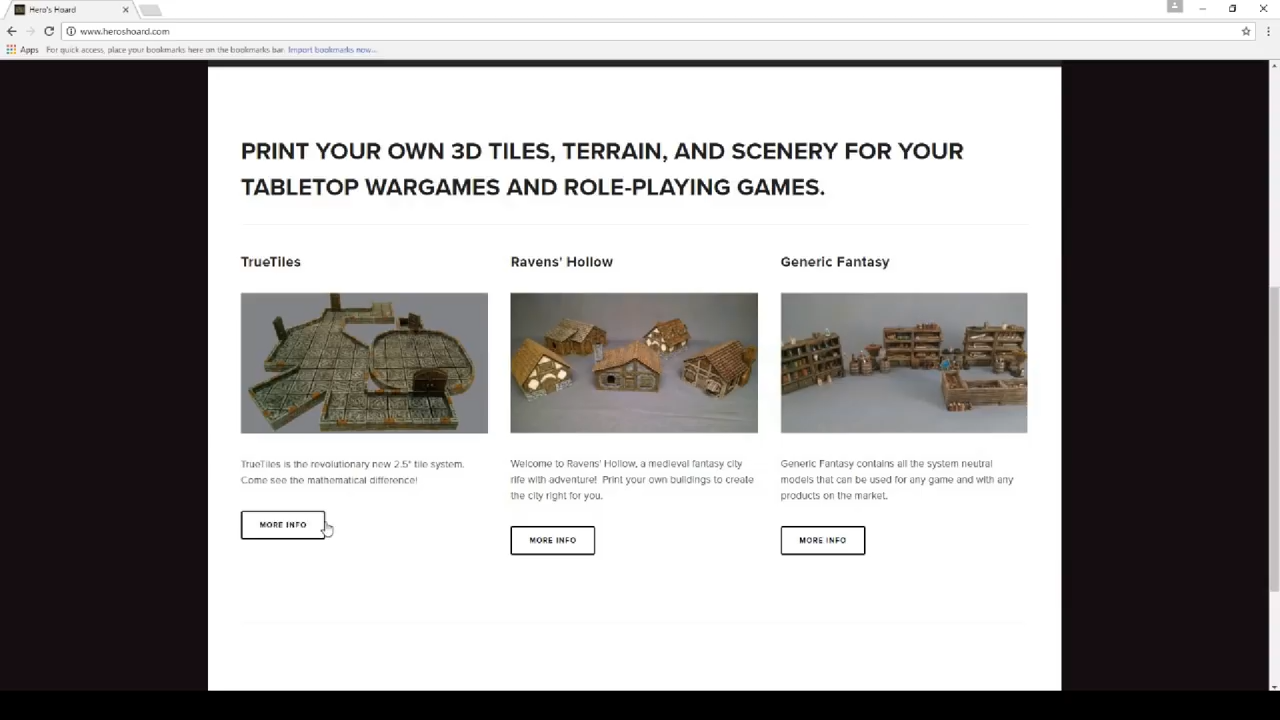 Hero's Hoard
www.heroshoard.com
Apps For quick access, place your bookmarks here on the bookmarks bar. Import bookmarks now...
PRINT YOUR OWN 3D TILES, TERRAIN, AND SCENERY FOR YOUR
TABLETOP WARGAMES AND ROLE-PLAYING GAMES.
TrueTiles
TrueTiles is the revolutionary new 2.5" tile system.
Come see the mathematical difference!
MORE INFO
Ravens' Hollow
Welcome to Ravens' Hollow, a medieval fantasy city
rife with adventure! Print your own buildings to create
the city right for you.
MORE INFO
Generic Fantasy
Generic Fantasy contains all the system neutral
models that can be used for any game and with any
products on the market.
MORE INFO